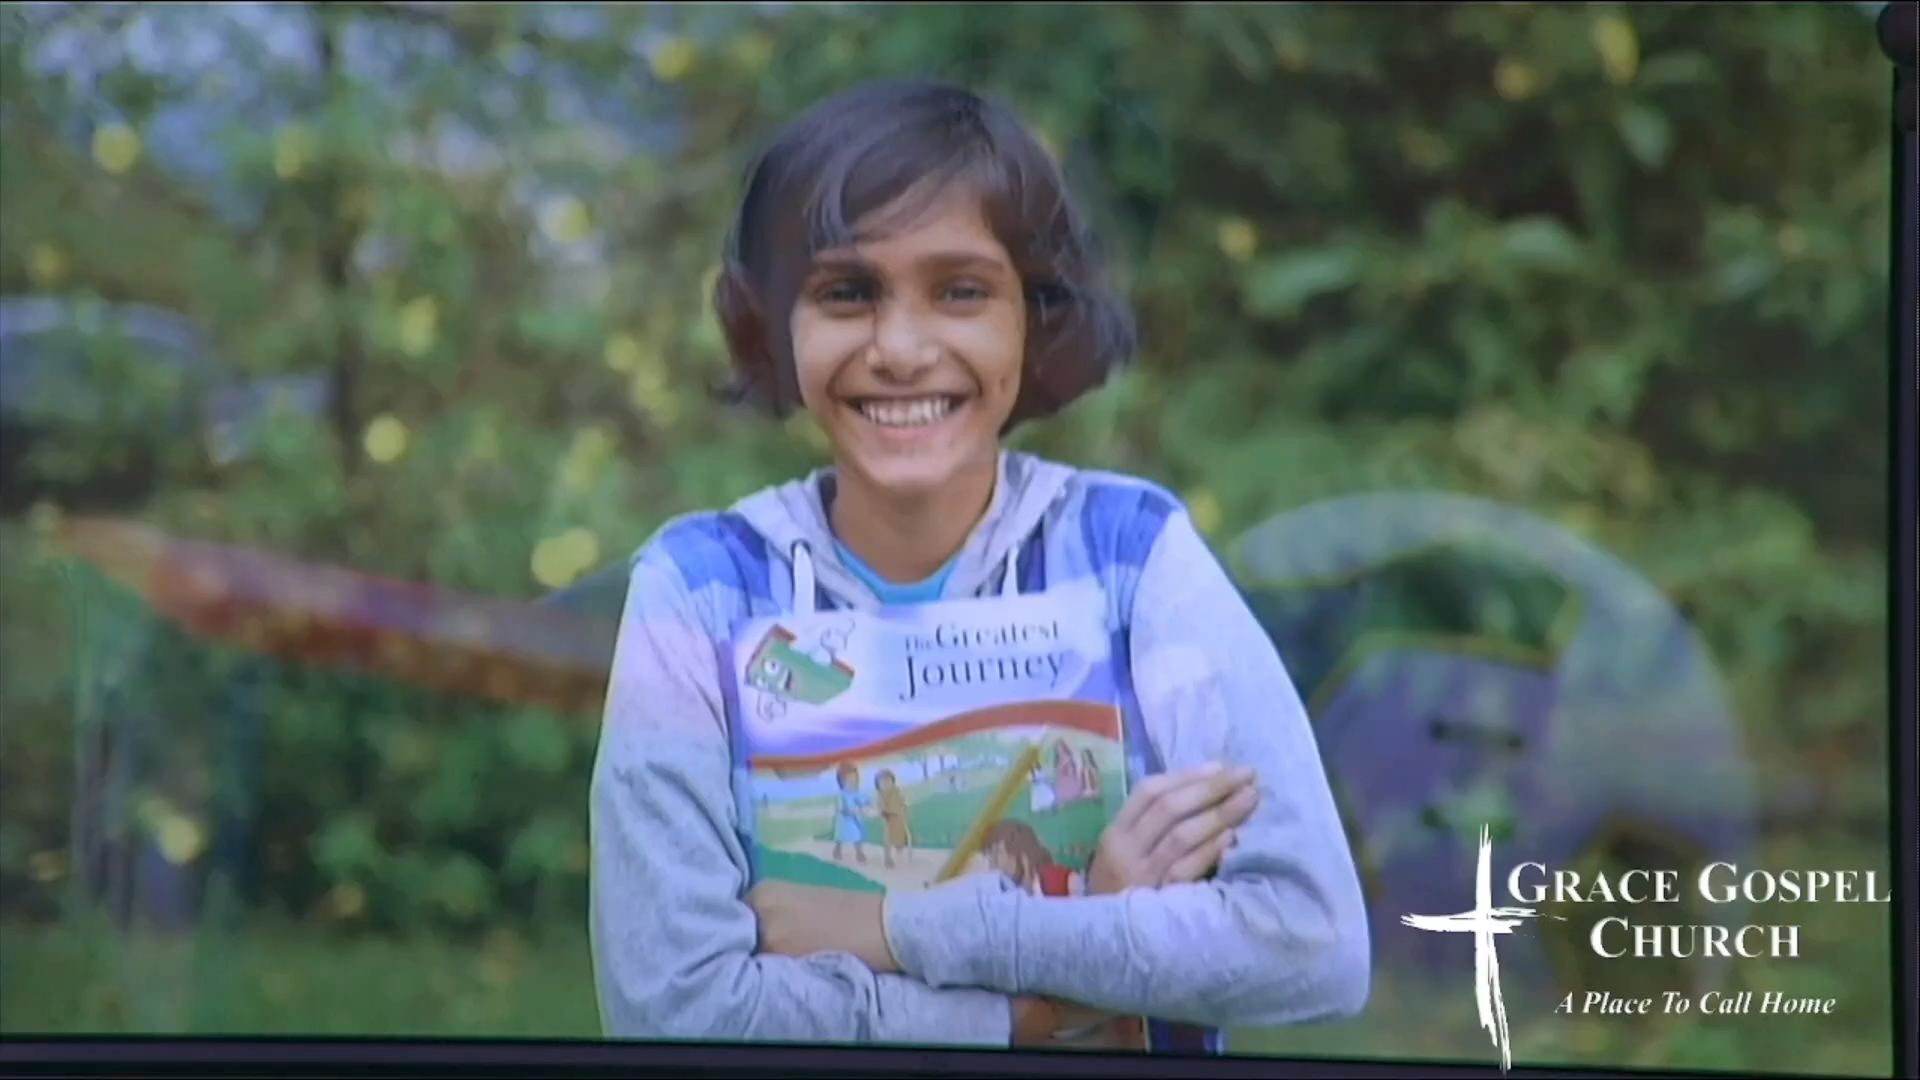 The Greatest
Journey
GRACE GOSPEL
CHURCH
A Place To Call Home